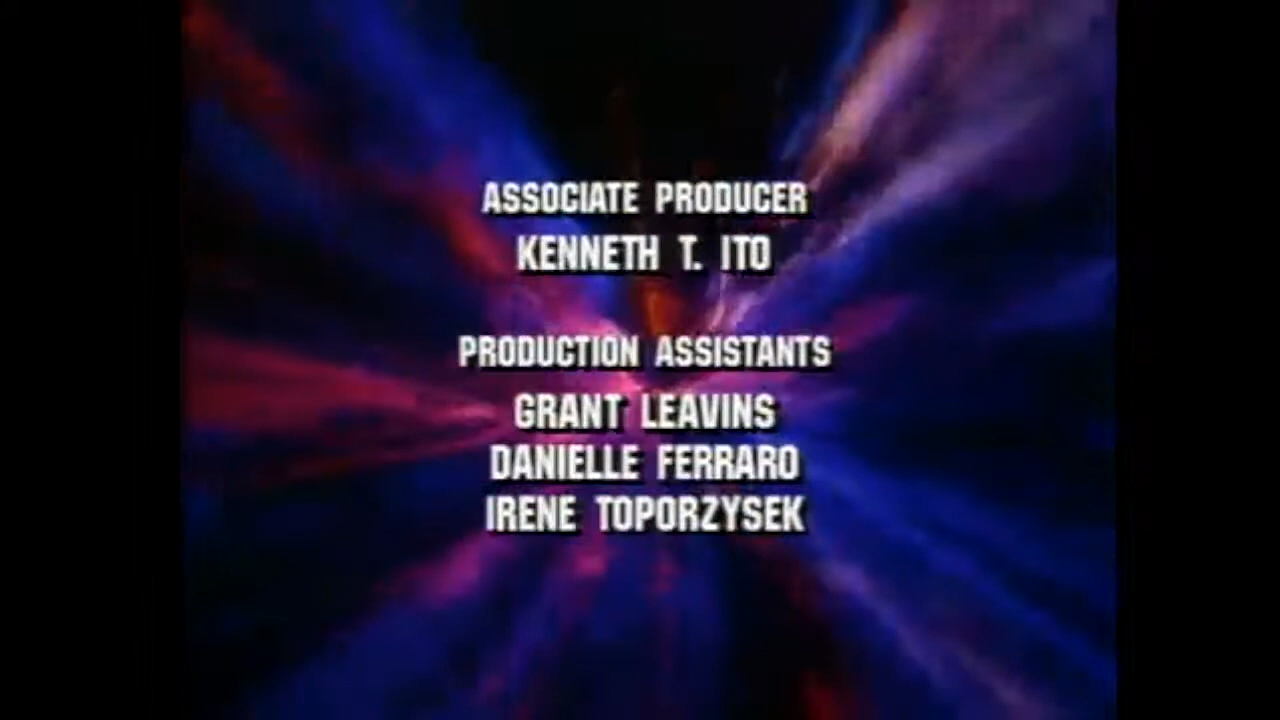 ASSOCIATE PRODUCER
KENNETH T. ITO
PRODUCTION ASSISTANTS
GRANT LEAVINS
DANIELLE FERRARO
IRENE TOPORZYSEK